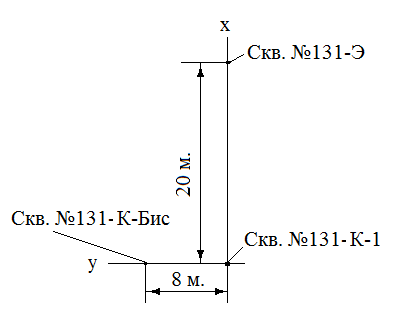 x
Скв. №131-Э
20 м.
Скв. №131-К-Бис
Скв. №131-К-1
y
8 м.